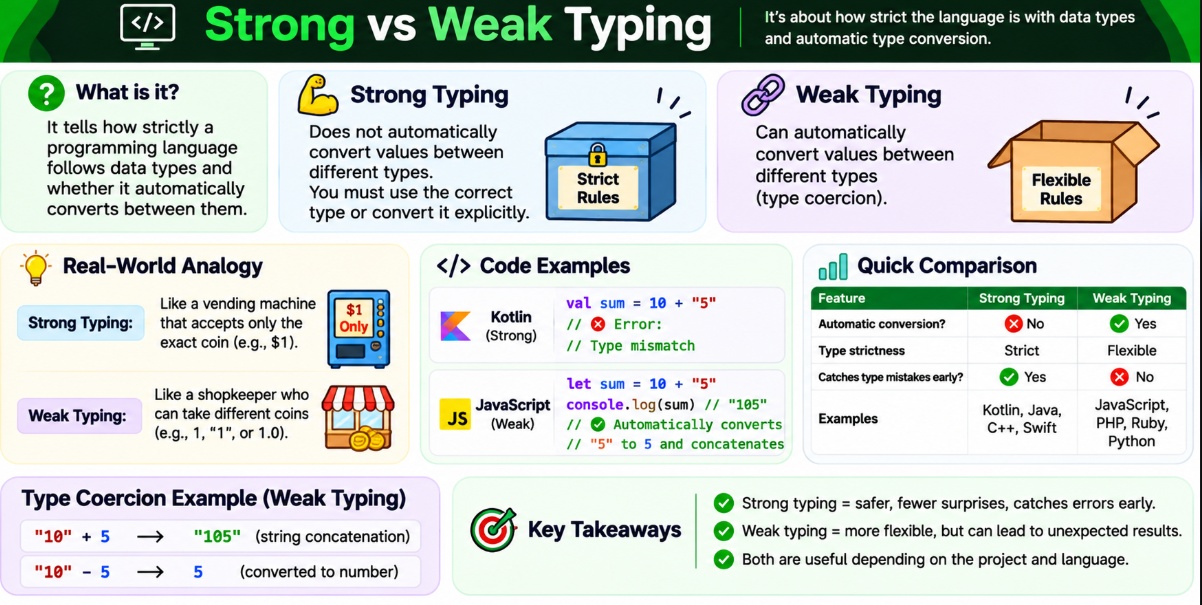 </>
Strong vs Weak Typing
It's about how strict the language is with data types
and automatic type conversion.
?
What is it?
It tells how strictly a
programming language
follows data types and
whether it automatically
converts between them.
Strong Typing
Does not automatically
convert values between
different types.
You must use the correct
type or convert it explicitly.
Strict
Rules
Weak Typing
Can automatically
convert values between
different types
(type coercion).
Flexible
Rules
Real-World Analogy
Strong Typing:
Like a vending machine
that accepts only the
exact coin (e.g., $1).
$1
Only
Weak Typing:
Like a shopkeeper who
can take different coins
(e.g., 1, "1", or 1.0).
</> Code Examples
Kotlin
(Strong)
val sum = 10 + "5"
// ❌ Error:
// Type mismatch
JS
JavaScript
(Weak)
let sum = 10 + "5"
console.log(sum) // "105"
// ✅ Automatically converts
// "5" to 5 and concatenates
Quick Comparison
Feature Strong Typing Weak Typing
Automatic conversion? ❌ No ✅ Yes
Type strictness Strict Flexible
Catches type mistakes early? ✅ Yes ❌ No
Examples
Kotlin, Java,
C++, Swift
JavaScript,
PHP, Ruby,
Python
Type Coercion Example (Weak Typing)
"10" + 5 → "105" (string concatenation)
"10" – 5 → 5 (converted to number)
Key Takeaways
✅ Strong typing = safer, fewer surprises, catches errors early.
✅ Weak typing = more flexible, but can lead to unexpected results.
✅ Both are useful depending on the project and language.